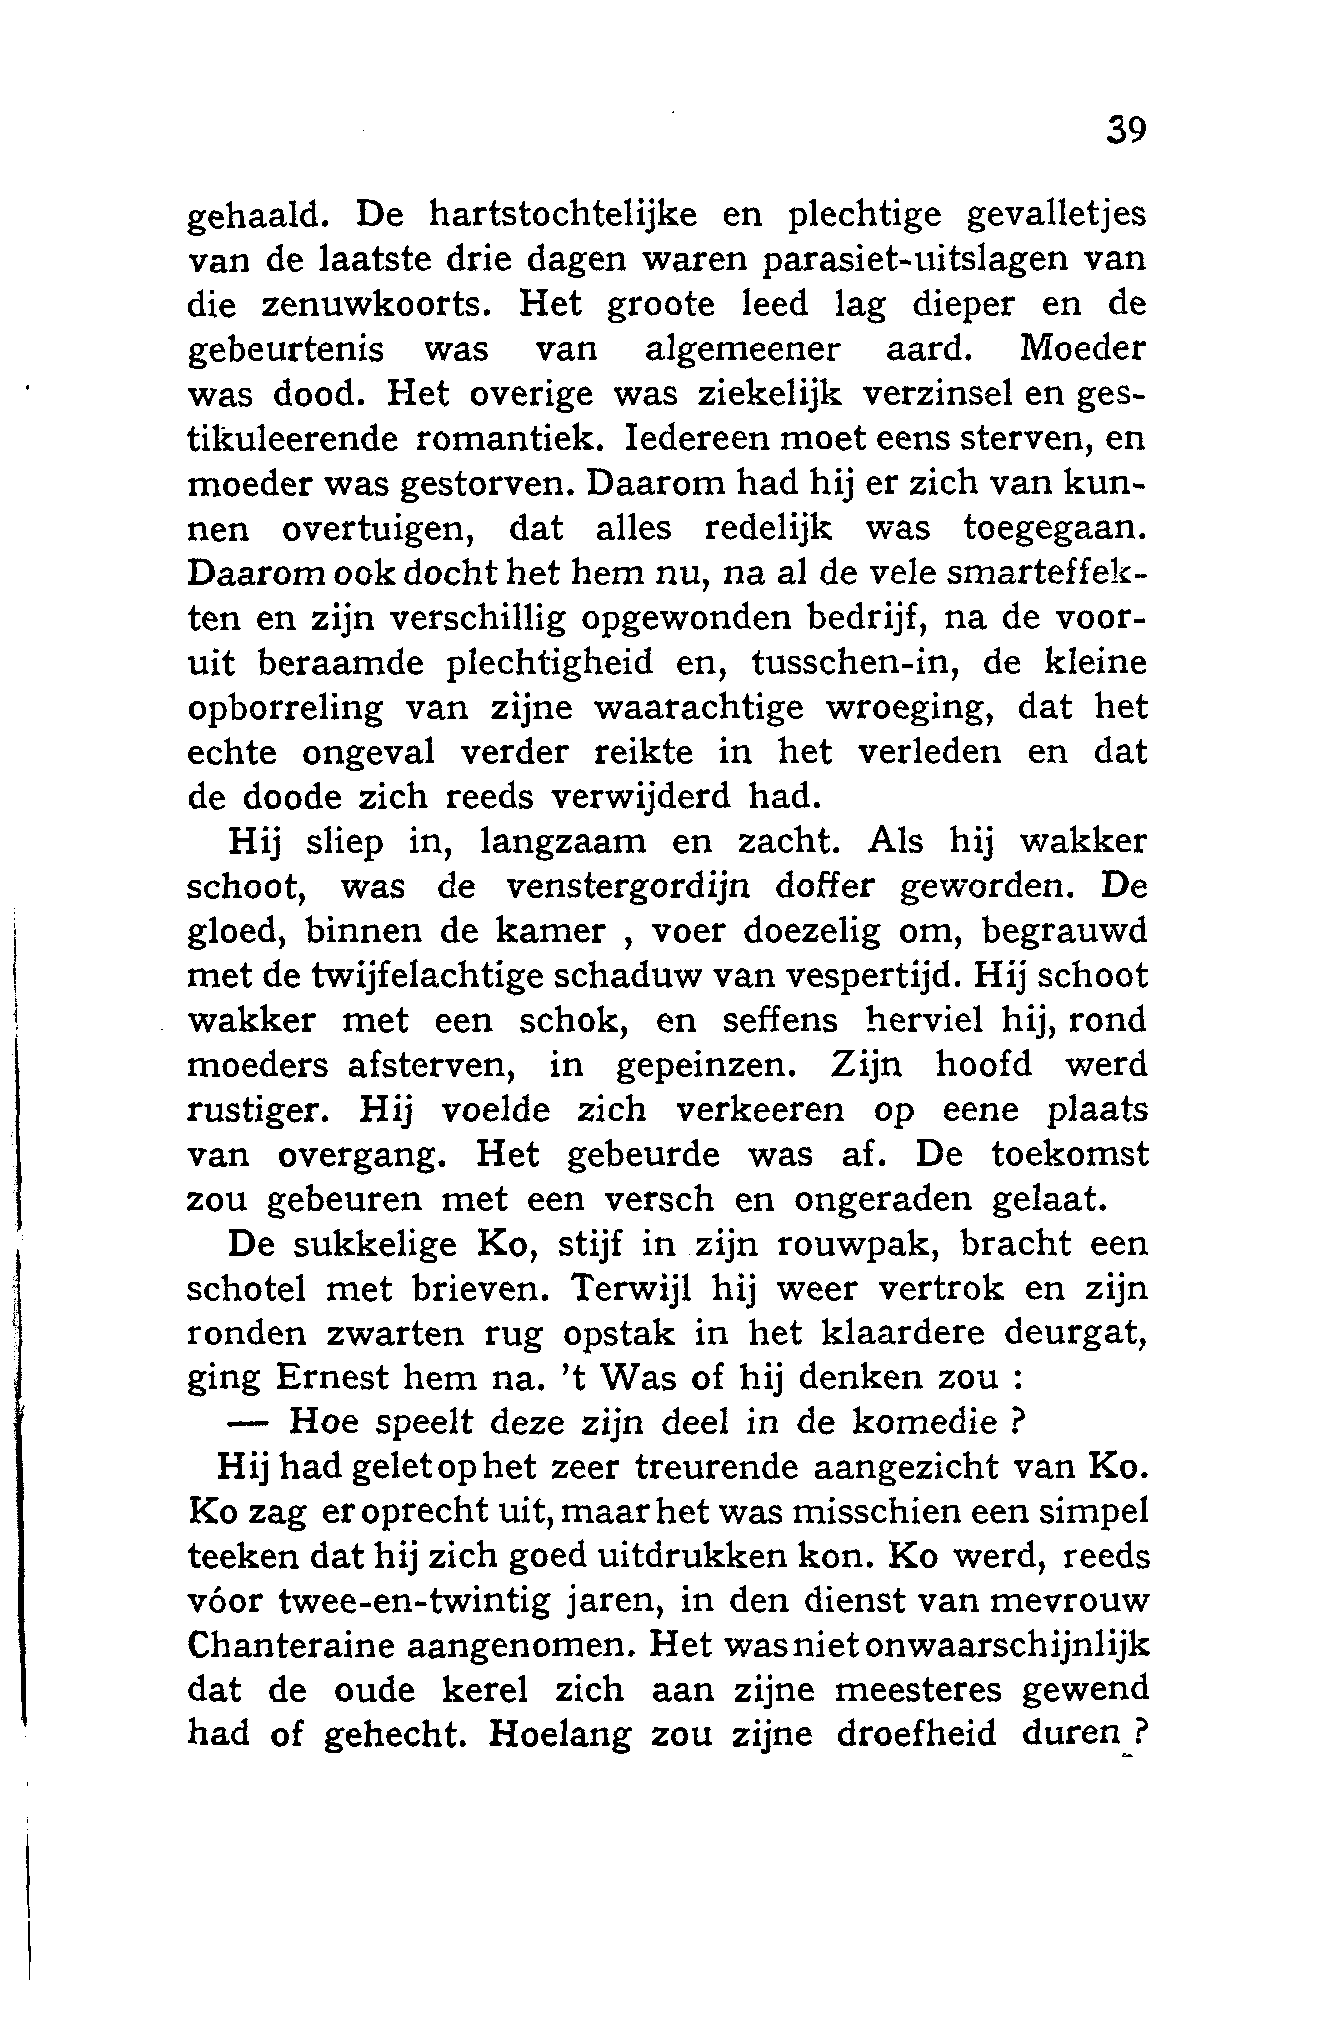 39
gehaald. De hartstochtelijke en plechtige gevalletjes
van de laatste drie dagen waren parasiet-uitslagen van
die zenuwkoorts. Het groote leed lag dieper en de
gebeurtenis was van algemeener aard. Moeder
was dood. Het overige was ziekelijk verzinsel en ges-
tikuleerende romantiek. Iedereen moet eens sterven, en
moeder was gestorven. Daarom had hij er zich van kun-
nen overtuigen, dat alles redelijk was toegegaan.
Daarom ook docht het hem nu, na al de vele smarteffek-
ten en zijn verschillig opgewonden bedrijf, na de voor-
uit beraamde plechtigheid en, tusschen-in, de kleine
opborreling van zijne waarachtige wroeging, dat het
echte ongeval verder reikte in het verleden en dat
de doode zich reeds verwijderd had.
Hij sliep in, langzaam en zacht. Als hij wakker
schoot, was de venstergordijn doffer geworden. De
gloed, binnen de kamer , voer doezelig om, begrauwd
met de twijfelachtige schaduw van vespertijd. Hij schoot
wakker met een schok, en seffens herviel hij, rond
moeders afsterven, in gepeinzen. Zijn hoofd werd
rustiger. Hij voelde zich verkeeren op eene plaats
van overgang. Het gebeurde was af. De toekomst
zou gebeuren met een versch en ongeraden gelaat.
De sukkelige Ko, stijf in zijn rouwpak, bracht een
schotel met brieven. Terwijl hij weer vertrok en zijn
ronden zwarten rug opstak in het klaardere deurgat,
ging Ernest hem na. 't Was of hij denken zou :
— Hoe speelt deze zijn deel in de komedie ?
Hij had gelet op het zeer treurende aangezicht van Ko.
Ko zag er oprecht uit, maar het was misschien een simpel
teeken dat hij zich goed uitdrukken kon. Ko werd, reeds
vóor twee-en-twintig jaren, in den dienst van mevrouw
Chanteraine aangenomen. Het was niet onwaarschijnlijk
dat de oude kerel zich aan zijne meesteres gewend
had of gehecht. Hoelang zou zijne droefheid duren ?